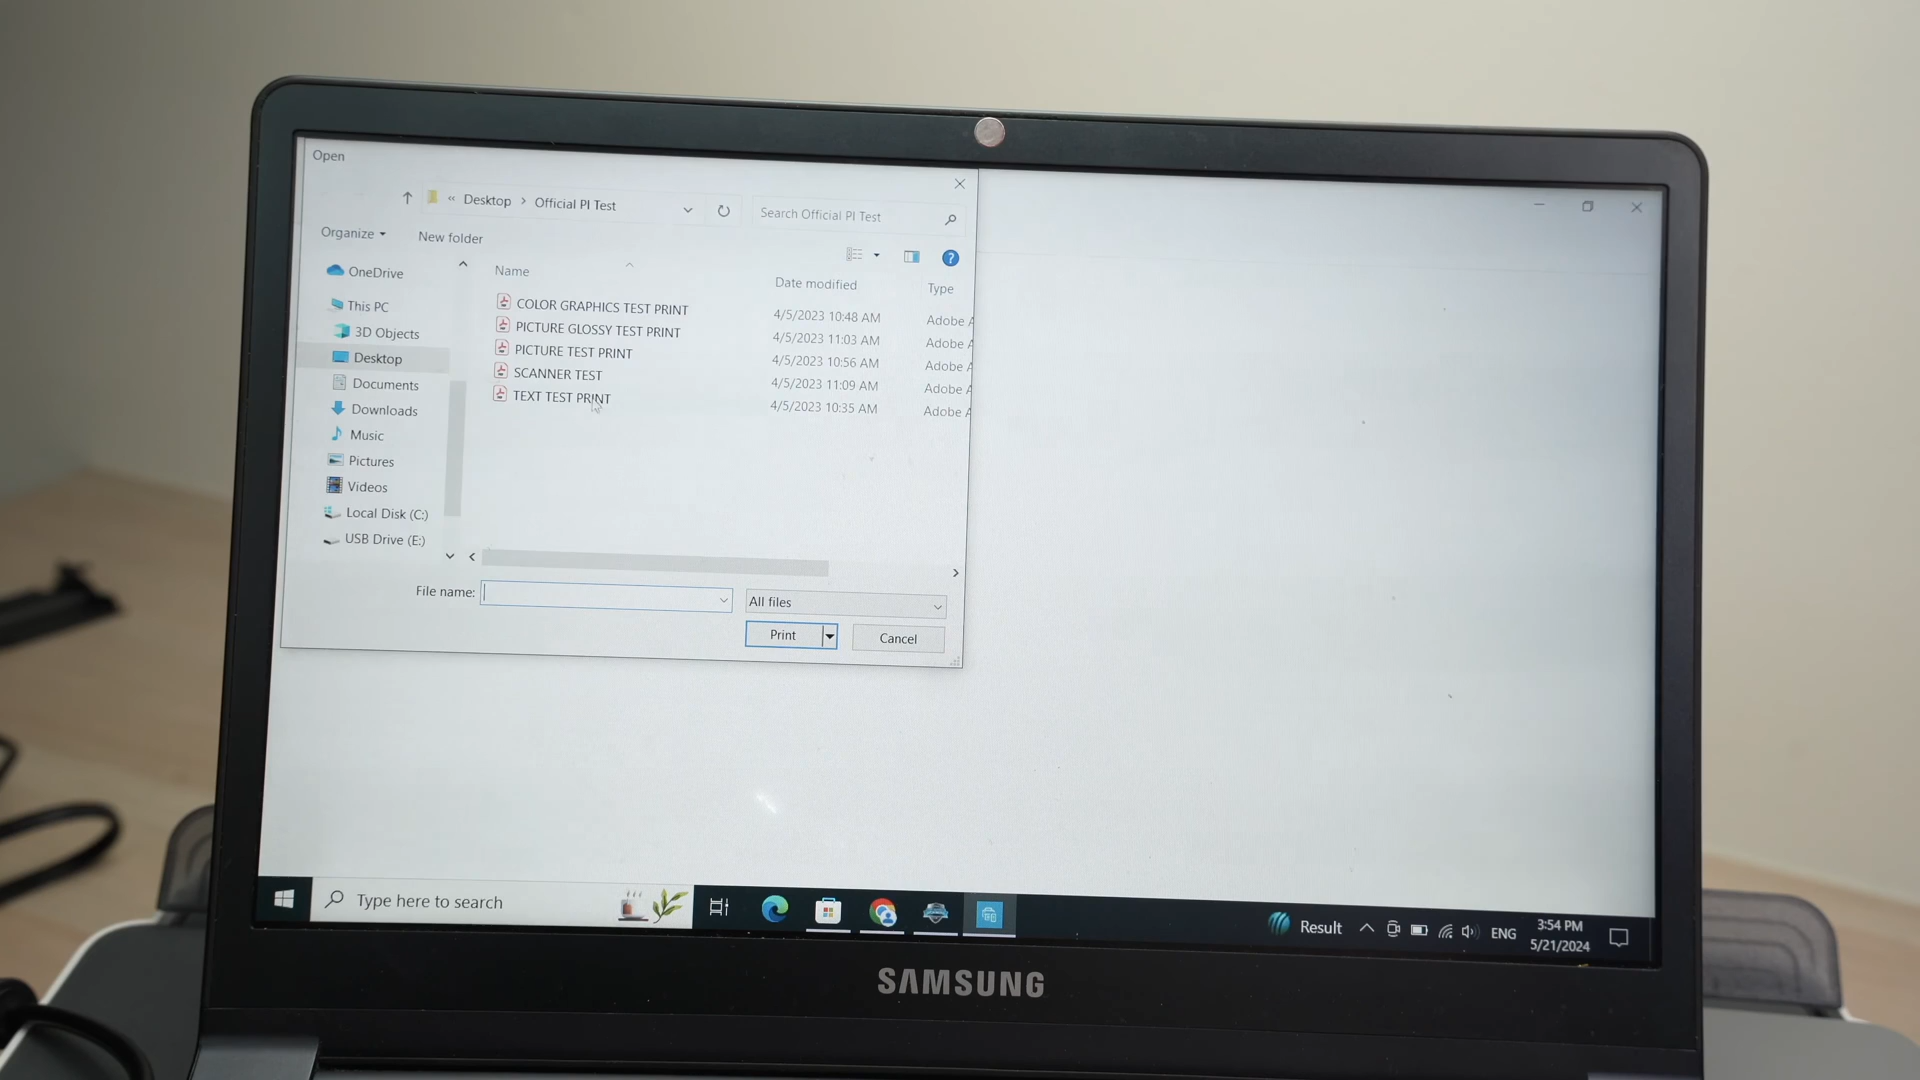 Open
« Desktop › Official PI Test
Search Official PI Test
Organize
New folder
OneDrive
This PC
3D Objects
Desktop
Documents
Downloads
Music
Pictures
Videos
Local Disk (C:)
USB Drive (E:)
Name Date modified Type
COLOR GRAPHICS TEST PRINT 4/5/2023 10:48 AM Adobe A
PICTURE GLOSSY TEST PRINT 4/5/2023 11:03 AM Adobe A
PICTURE TEST PRINT 4/5/2023 10:56 AM Adobe A
SCANNER TEST 4/5/2023 11:09 AM Adobe A
TEXT TEST PRINT 4/5/2023 10:35 AM Adobe A
File name:
All files
Print
Cancel
Type here to search
Result
ENG
3:54 PM
5/21/2024
SAMSUNG